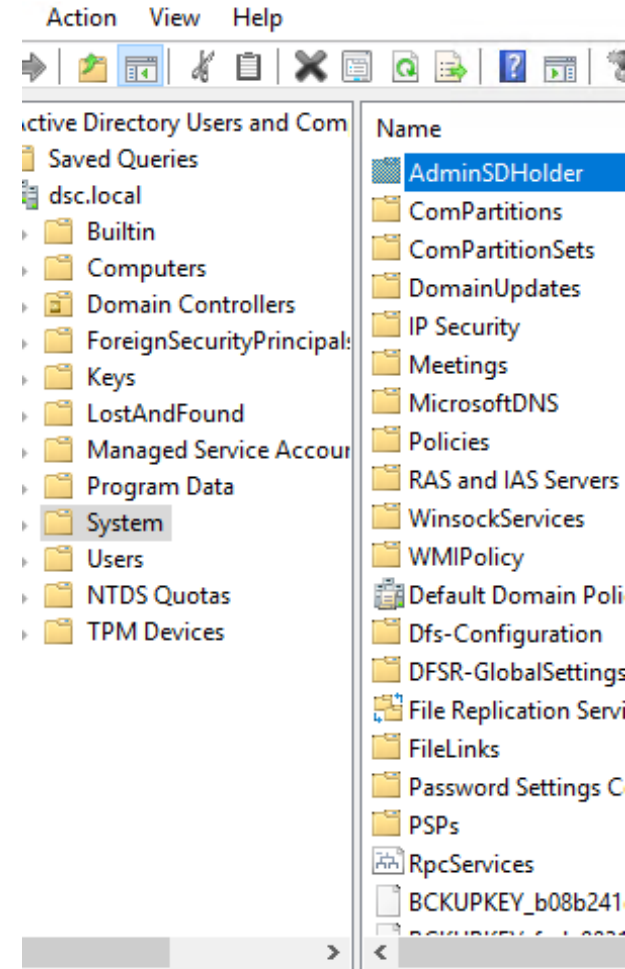 Action View Help
Active Directory Users and Com
Saved Queries
dsc.local
Builtin
Computers
Domain Controllers
ForeignSecurityPrincipals
Keys
LostAndFound
Managed Service Accour
Program Data
System
Users
NTDS Quotas
TPM Devices
Name
AdminSDHolder
ComPartitions
ComPartitionSets
DomainUpdates
IP Security
Meetings
MicrosoftDNS
Policies
RAS and IAS Servers
WinsockServices
WMIPolicy
Default Domain Poli
Dfs-Configuration
DFSR-GlobalSettings
File Replication Servi
FileLinks
Password Settings C
PSPs
RpcServices
BCKUPKEY_b08b241